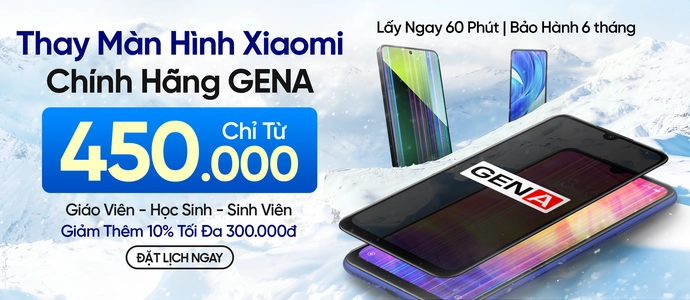 Thay Màn Hình Xiaomi
Chính Hãng GENA
Chỉ Từ
450.000
Giáo Viên - Học Sinh - Sinh Viên
Giảm Thêm 10% Tối Đa 300.000đ
ĐẶT LỊCH NGAY
Lấy Ngay 60 Phút | Bảo Hành 6 tháng
GENA